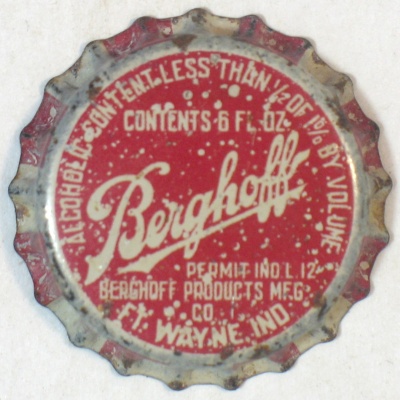 ALCOHOLIC CONTENT LESS THAN ½ OF 1% BY VOLUME
CONTENTS 6 FL. OZ.
Berghoff
PERMIT IND. L. 12
BERGHOFF PRODUCTS MFG.
CO.
FT. WAYNE, IND.